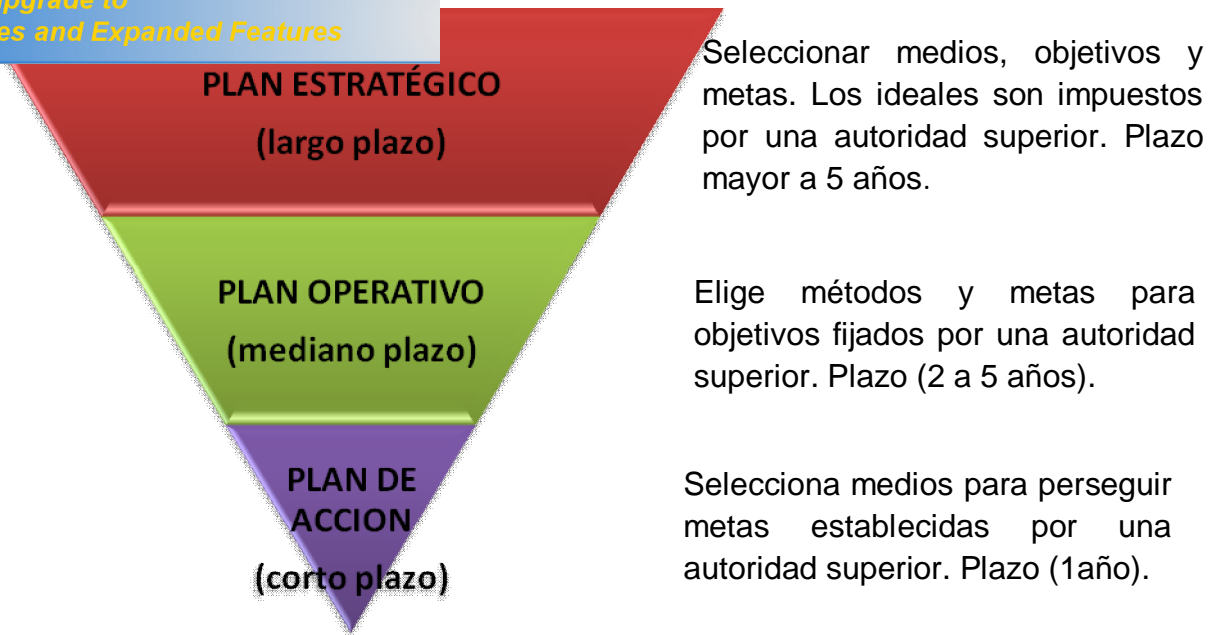 pgrade to
es and Expanded Features
PLAN ESTRATÉGICO
(largo plazo)
Seleccionar medios, objetivos y
metas. Los ideales son impuestos
por una autoridad superior. Plazo
mayor a 5 años.
PLAN OPERATIVO
(mediano plazo)
Elige métodos y metas para
objetivos fijados por una autoridad
superior. Plazo (2 a 5 años).
PLAN DE
ACCION
(corto plazo)
Selecciona medios para perseguir
metas establecidas por una
autoridad superior. Plazo (1año).